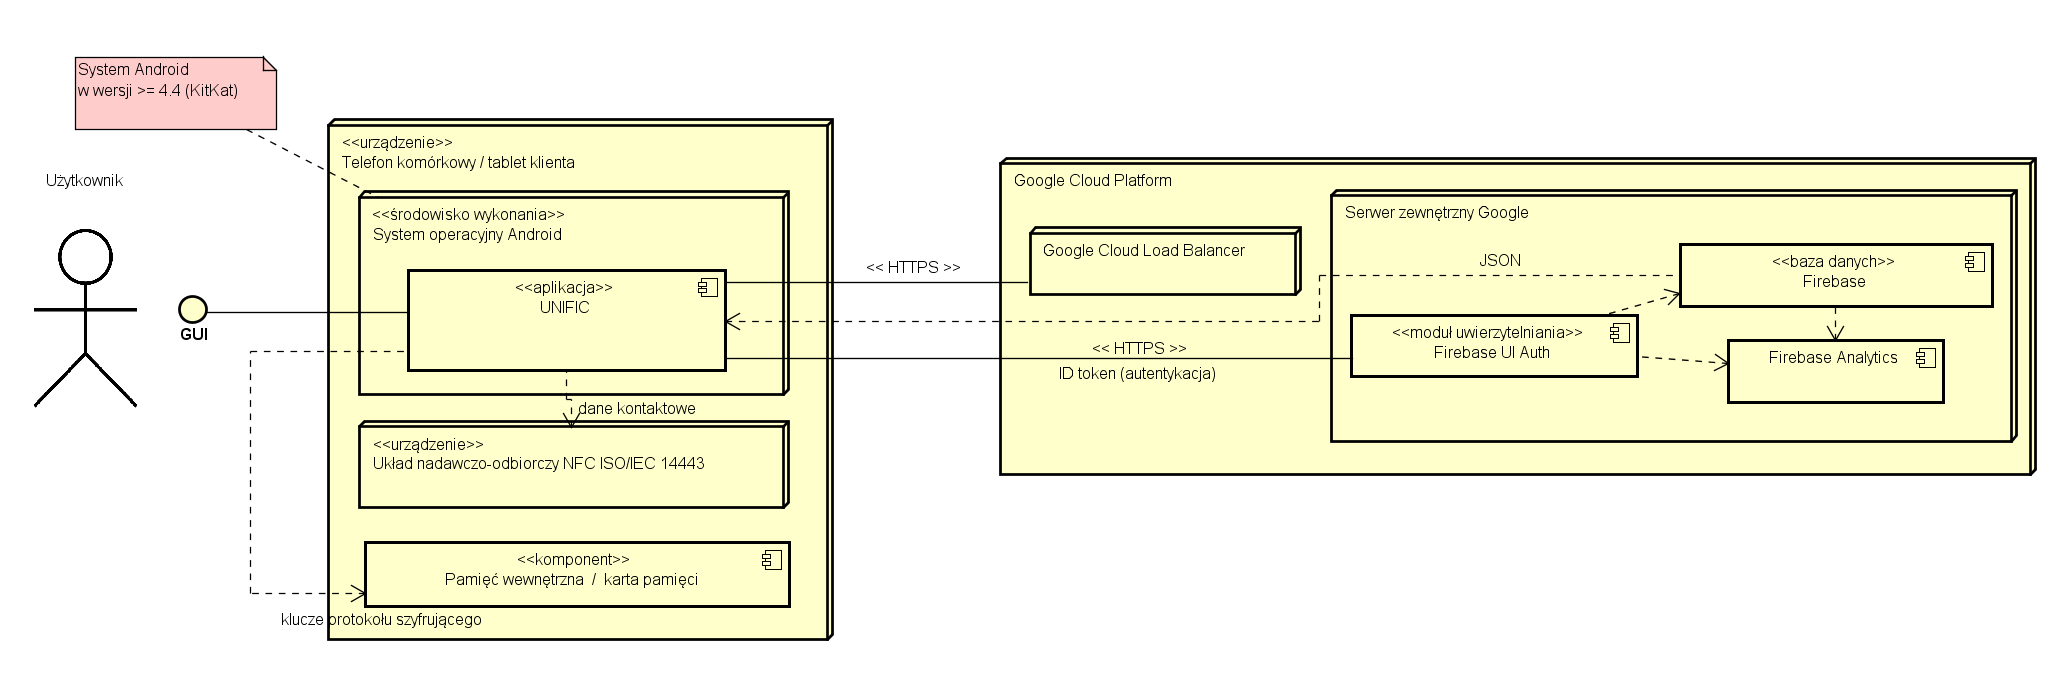 System Android
w wersji >= 4.4 (KitKat)
Użytkownik
GUI
<<urządzenie>>
Telefon komórkowy / tablet klienta
<<środowisko wykonania>>
System operacyjny Android
<<aplikacja>>
UNIFIC
dane kontaktowe
<<urządzenie>>
Układ nadawczo-odbiorczy NFC ISO/IEC 14443
<<komponent>>
Pamięć wewnętrzna / karta pamięci
klucze protokołu szyfrującego
<< HTTPS >>
<< HTTPS >>
ID token (autentykacja)
Google Cloud Platform
Google Cloud Load Balancer
Serwer zewnętrzny Google
JSON
<<baza danych>>
Firebase
<<moduł uwierzytelniania>>
Firebase UI Auth
Firebase Analytics